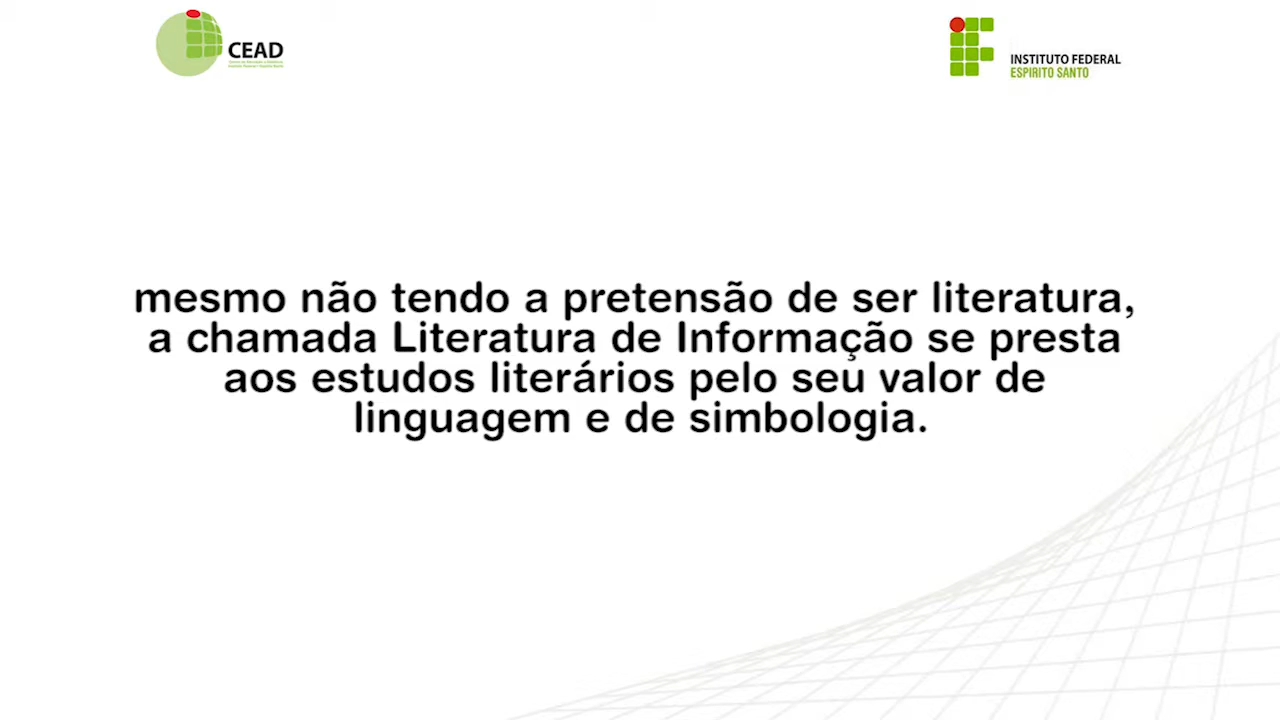 CEAD
INSTITUTO FEDERAL
ESPIRITO SANTO
mesmo não tendo a pretensão de ser literatura,
a chamada Literatura de Informação se presta
aos estudos literários pelo seu valor de
linguagem e de simbologia.